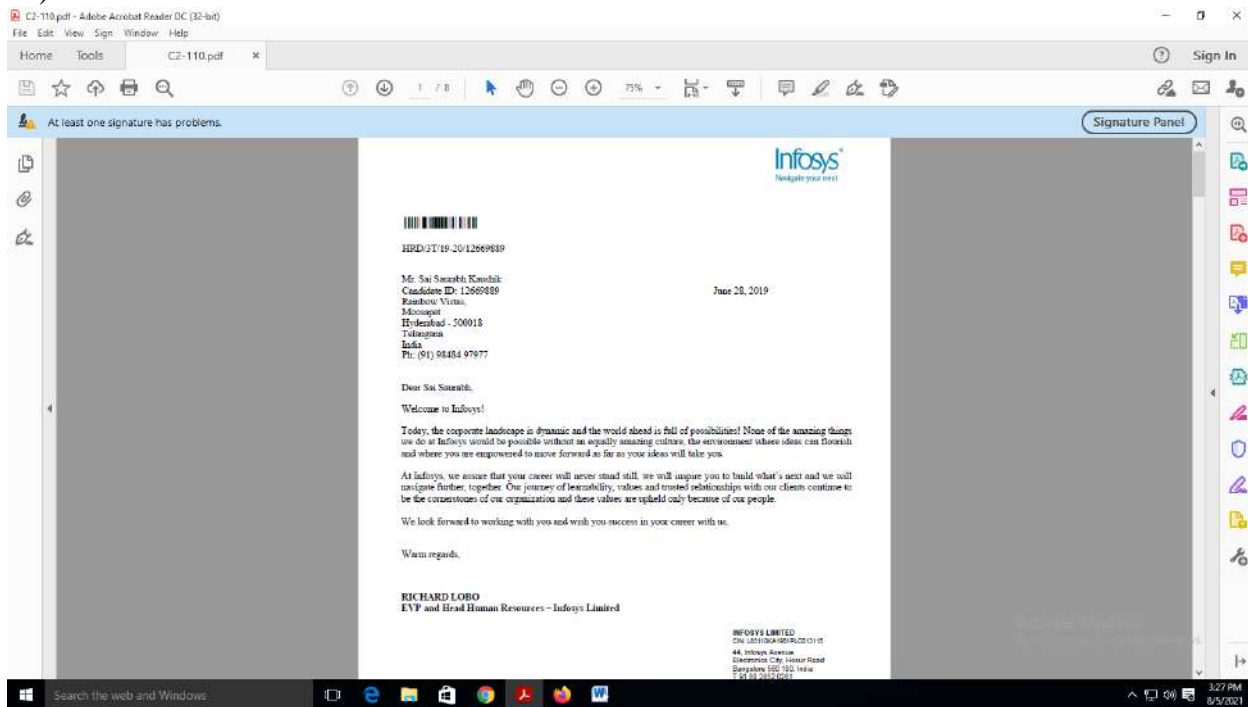 C2-110.pdf - Adobe Acrobat Reader DC (32-bit)
File Edit View Sign Window Help
Home Tools C2-110.pdf × Sign In
1 / 8 75%
At least one signature has problems. Signature Panel
Infosys
Navigate your next
HRD/3T/19-20/12669889
Mr. Sai Saurabh Kaushik
Candidate ID: 12669889 June 28, 2019
Rainbow Vistas,
Moosapet
Hyderabad - 500018
Telangana
India
Ph: (91) 98484 97977
Dear Sai Saurabh,
Welcome to Infosys!
Today, the corporate landscape is dynamic and the world ahead is full of possibilities! None of the amazing things
we do at Infosys would be possible without an equally amazing culture, the environment where ideas can flourish
and where you are empowered to move forward as far as your ideas will take you.
At Infosys, we assure that your career will never stand still, we will inspire you to build what's next and we will
navigate further, together. Our journey of learnability, values and trusted relationships with our clients continue to
be the cornerstones of our organization and these values are upheld only because of our people.
We look forward to working with you and wish you success in your career with us.
Warm regards,
RICHARD LOBO
EVP and Head Human Resources – Infosys Limited
INFOSYS LIMITED
44, Infosys Avenue
Electronics City, Hosur Road
Bangalore 560 100, India
Search the web and Windows
3:27 PM
8/5/2021